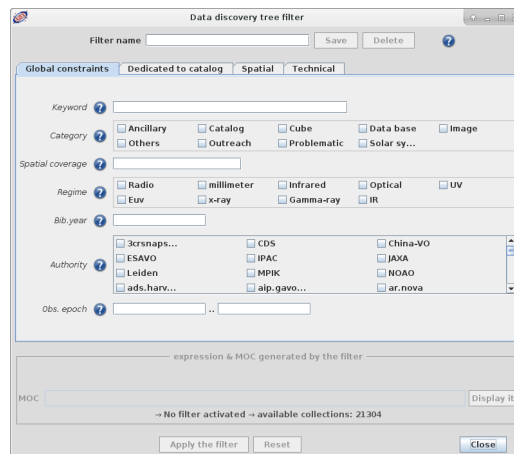 Data discovery tree filter
Filter name Save Delete ?
Global constraints Dedicated to catalog Spatial Technical
Keyword ?
Category ? Ancillary Catalog Cube Data base Image
Others Outreach Problematic Solar sy...
Spatial coverage ?
Regime ? Radio millimeter Infrared Optical UV
Euv x-ray Gamma-ray IR
Bib.year ?
Authority ? 3crsnaps... CDS China-VO
ESAVO IPAC JAXA
Leiden MPIK NOAO
ads.harv... aip.gavo... ar.nova
Obs. epoch ? ..
expression & MOC generated by the filter
MOC Display it
→ No filter activated → available collections: 21304
Apply the filter Reset Close